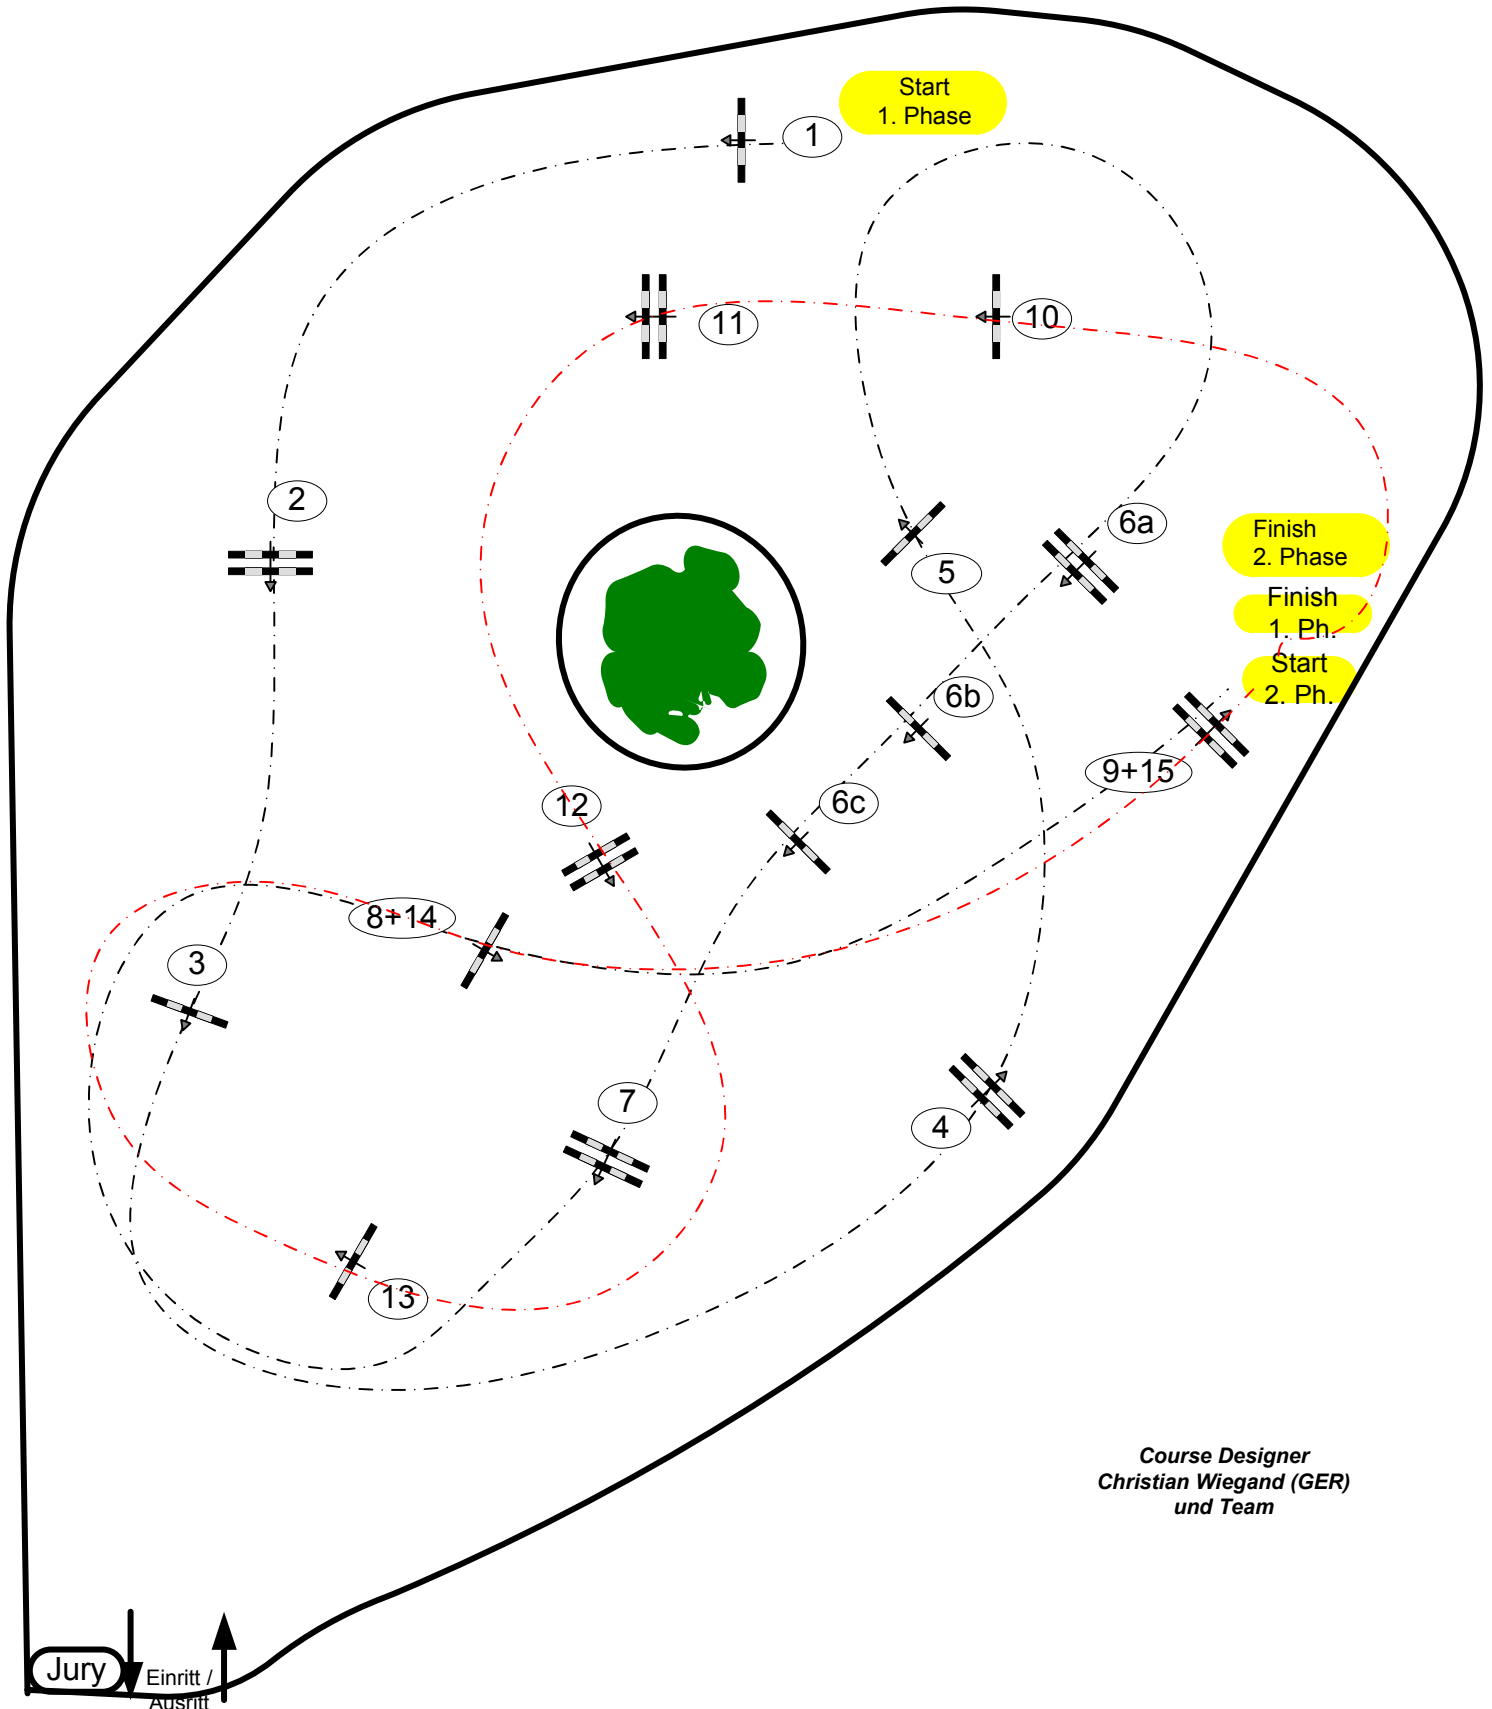 Start
1. Phase
1
11
10
2
6a
5
Finish
2. Phase
Finish
1. Ph.
Start
2. Ph.
6b
6c
9+15
12
8+14
3
7
4
13
Course Designer
Christian Wiegand (GER)
und Team
Jury
Einritt /
Ausritt